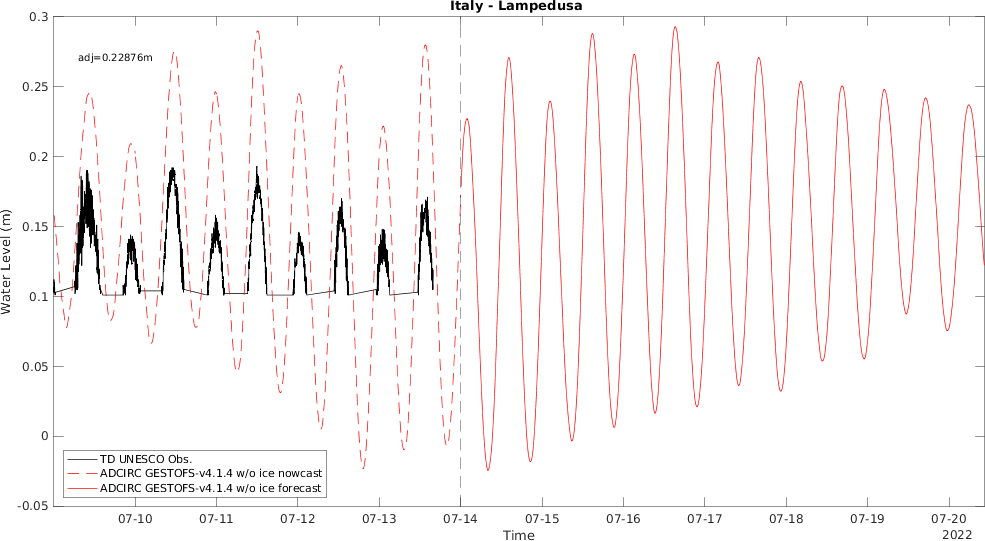 Italy - Lampedusa
0.3
adj=0.22876m
0.25
0.2
0.15
0.1
0.05
0
-0.05
Water Level (m)
TD UNESCO Obs.
ADCIRC GESTOFS-v4.1.4 w/o ice nowcast
ADCIRC GESTOFS-v4.1.4 w/o ice forecast
07-10 07-11 07-12 07-13 07-14 07-15 07-16 07-17 07-18 07-19 07-20
Time
2022